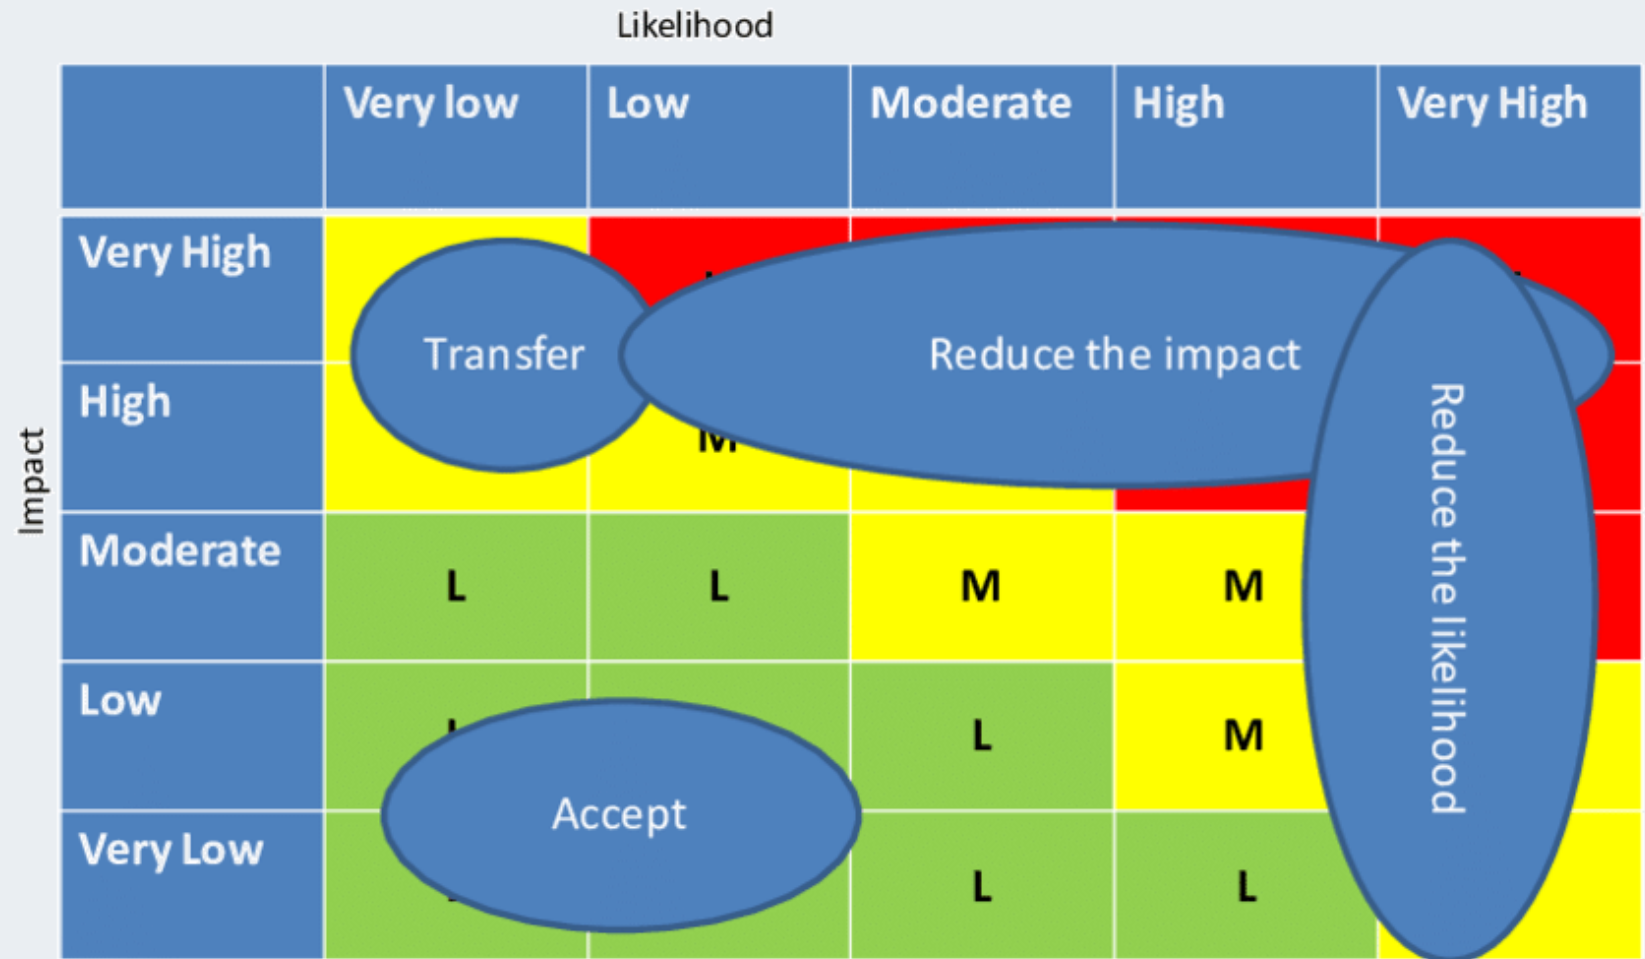 Likelihood
Very low Low Moderate High Very High
Very High
Transfer Reduce the impact
High
M
Impact
Reduce the likelihood
Moderate L L M M
Low L M
Accept
Very Low L L